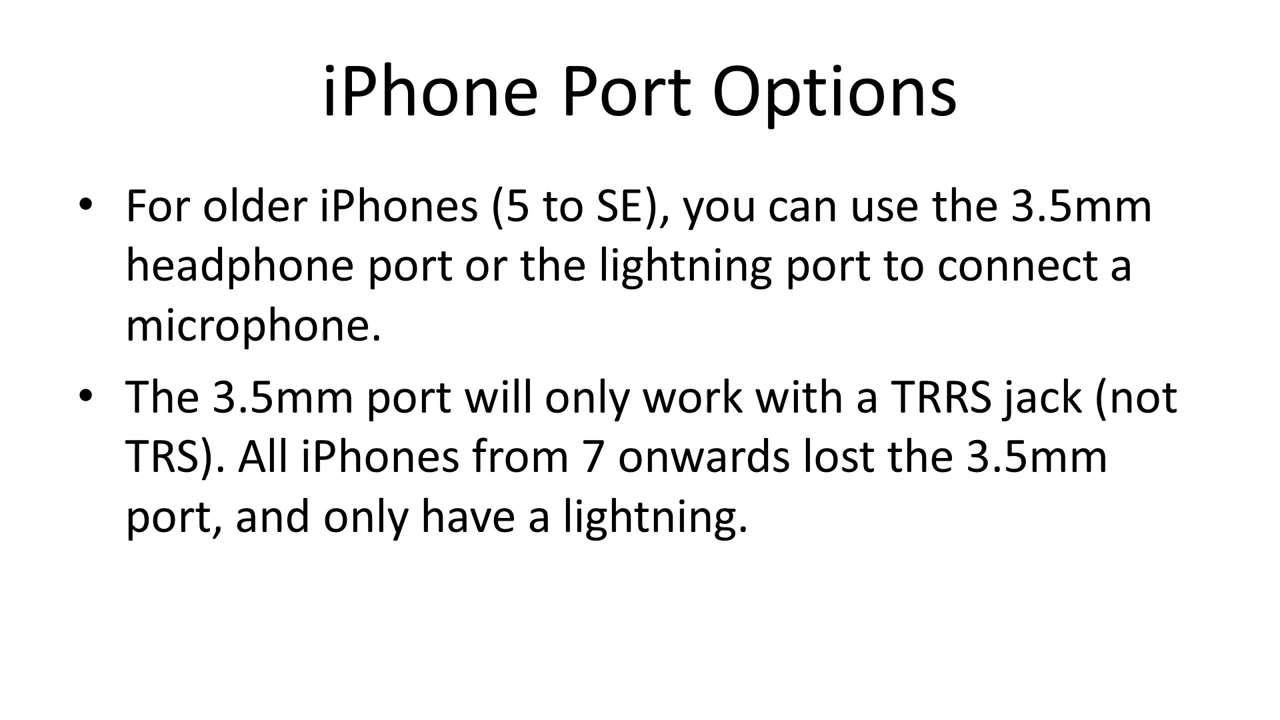 iPhone Port Options
• For older iPhones (5 to SE), you can use the 3.5mm
headphone port or the lightning port to connect a
microphone.
• The 3.5mm port will only work with a TRRS jack (not
TRS). All iPhones from 7 onwards lost the 3.5mm
port, and only have a lightning.